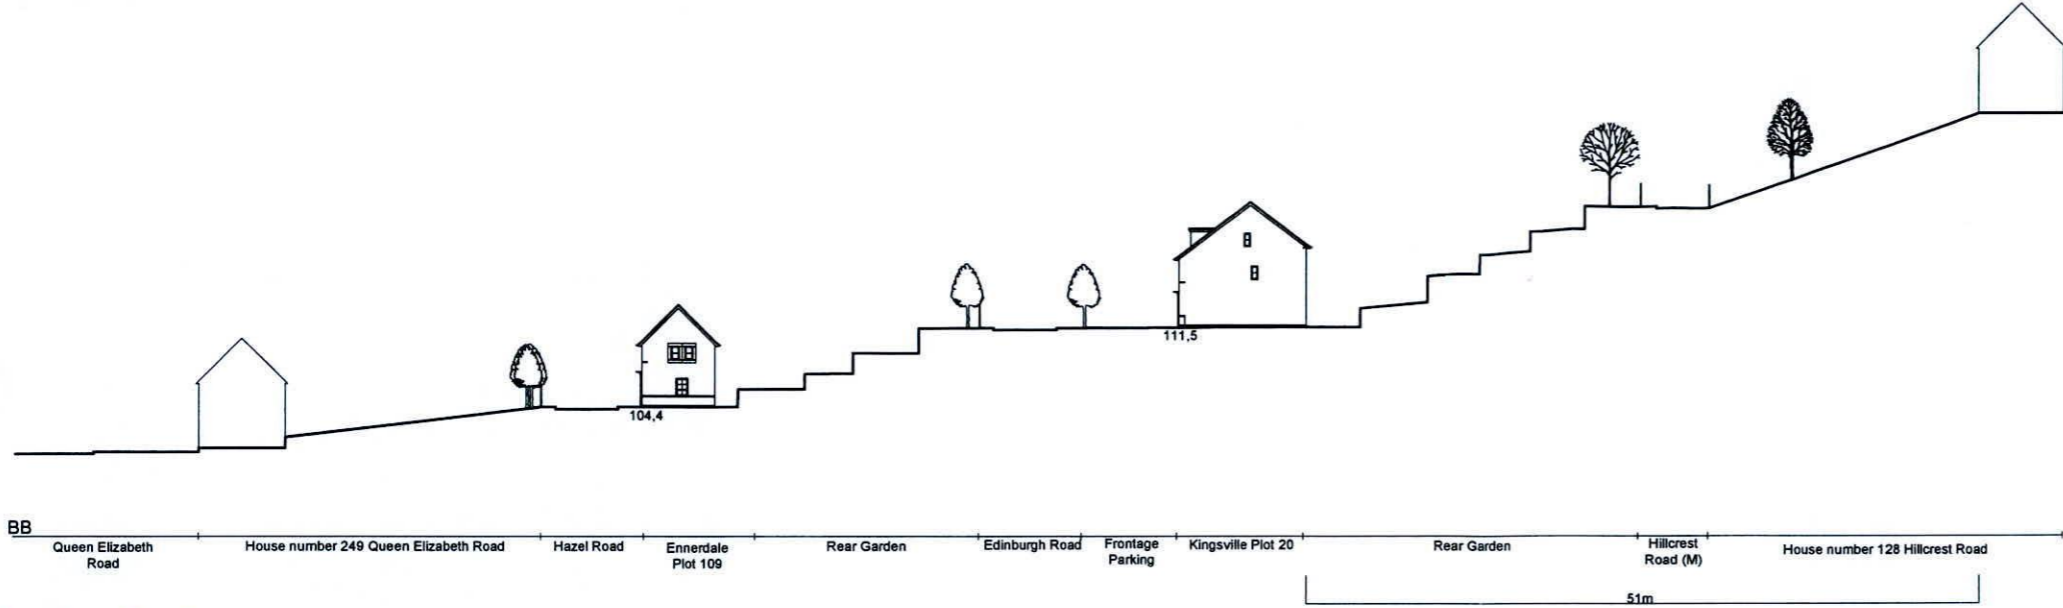 104,4
111,5
BB
Queen Elizabeth
Road
House number 249 Queen Elizabeth Road
Hazel Road
Ennerdale
Plot 109
Rear Garden
Edinburgh Road
Frontage
Parking
Kingsville Plot 20
Rear Garden
Hillcrest
Road (M)
House number 128 Hillcrest Road
51m